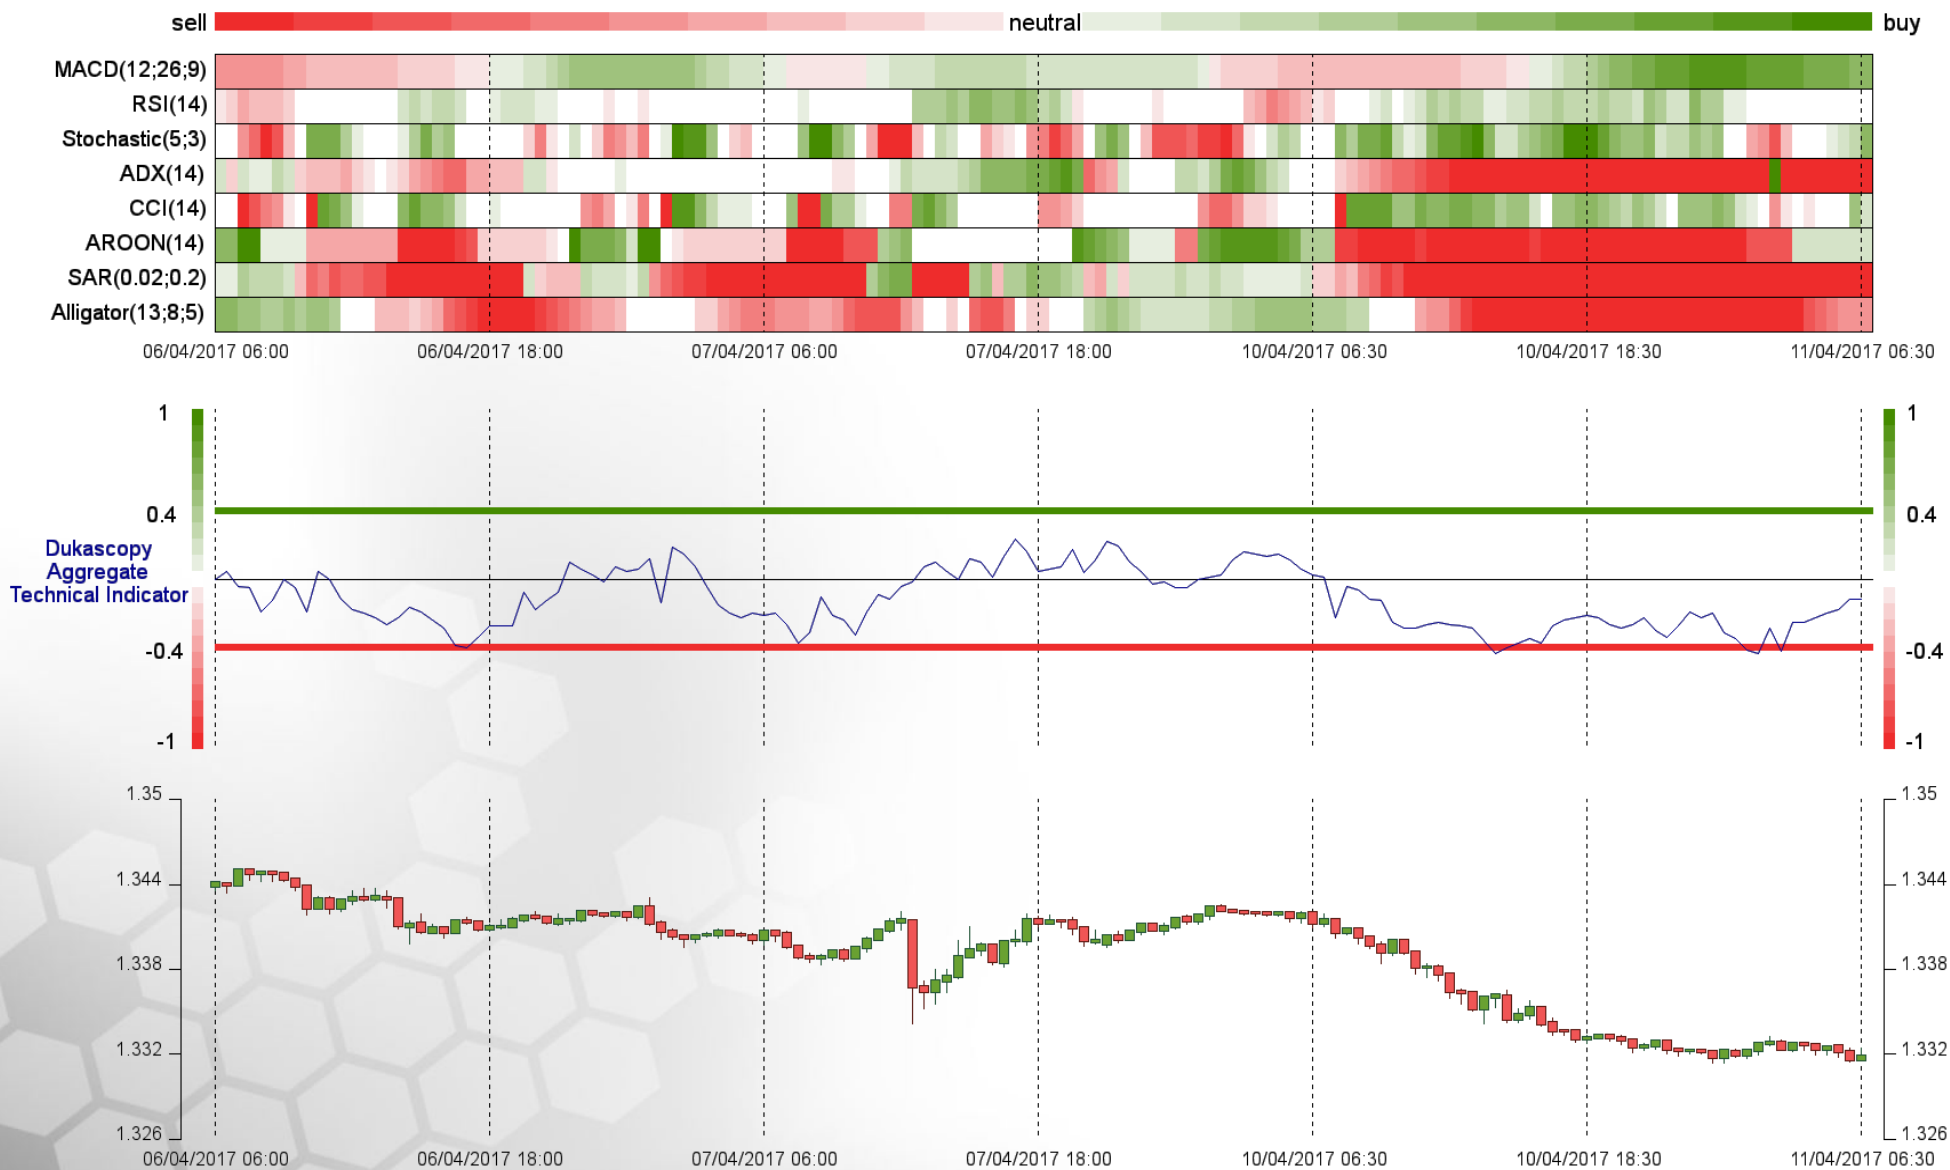 sell neutral buy
MACD(12;26;9)
RSI(14)
Stochastic(5;3)
ADX(14)
CCI(14)
AROON(14)
SAR(0.02;0.2)
Alligator(13;8;5)
06/04/2017 06:00 06/04/2017 18:00 07/04/2017 06:00 07/04/2017 18:00 10/04/2017 06:30 10/04/2017 18:30 11/04/2017 06:30
1 1
0.4 0.4
Dukascopy
Aggregate
Technical Indicator
-0.4 -0.4
-1 -1
1.35 1.35
1.344 1.344
1.338 1.338
1.332 1.332
1.326 1.326
06/04/2017 06:00 06/04/2017 18:00 07/04/2017 06:00 07/04/2017 18:00 10/04/2017 06:30 10/04/2017 18:30 11/04/2017 06:30